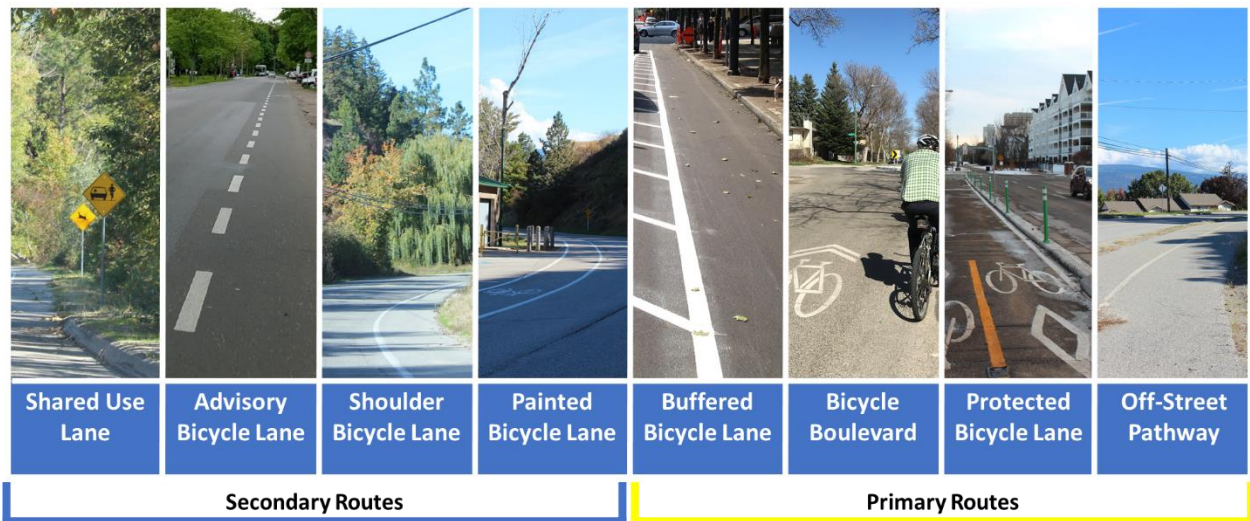 Shared Use
Lane
Advisory
Bicycle Lane
Shoulder
Bicycle Lane
Painted
Bicycle Lane
Buffered
Bicycle Lane
Bicycle
Boulevard
Protected
Bicycle Lane
Off-Street
Pathway
Secondary Routes
Primary Routes